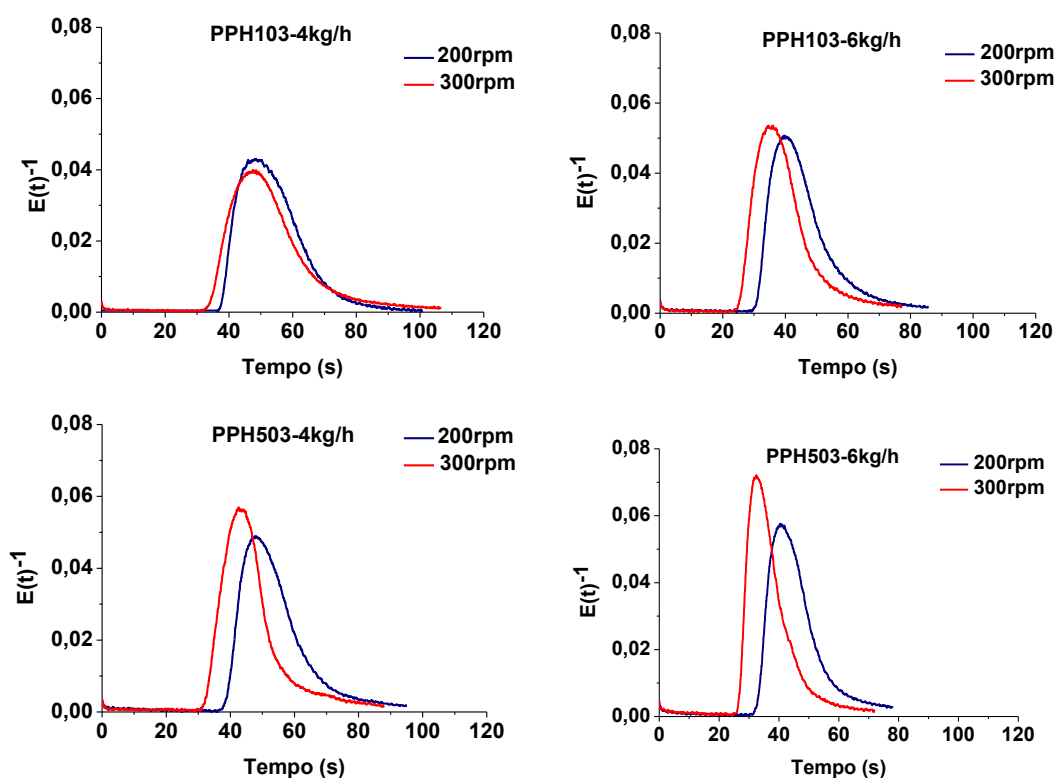 PPH103-4kg/h
200rpm
300rpm
E(t)-1
0,08
0,06
0,04
0,02
0,00
0 20 40 60 80 100 120
Tempo (s)
PPH103-6kg/h
200rpm
300rpm
E(t)-1
0,08
0,06
0,04
0,02
0,00
0 20 40 60 80 100 120
Tempo (s)
PPH503-4kg/h
200rpm
300rpm
E(t)-1
0,08
0,06
0,04
0,02
0,00
0 20 40 60 80 100 120
Tempo (s)
PPH503-6kg/h
200rpm
300rpm
E(t)-1
0,08
0,06
0,04
0,02
0,00
0 20 40 60 80 100 120
Tempo (s)